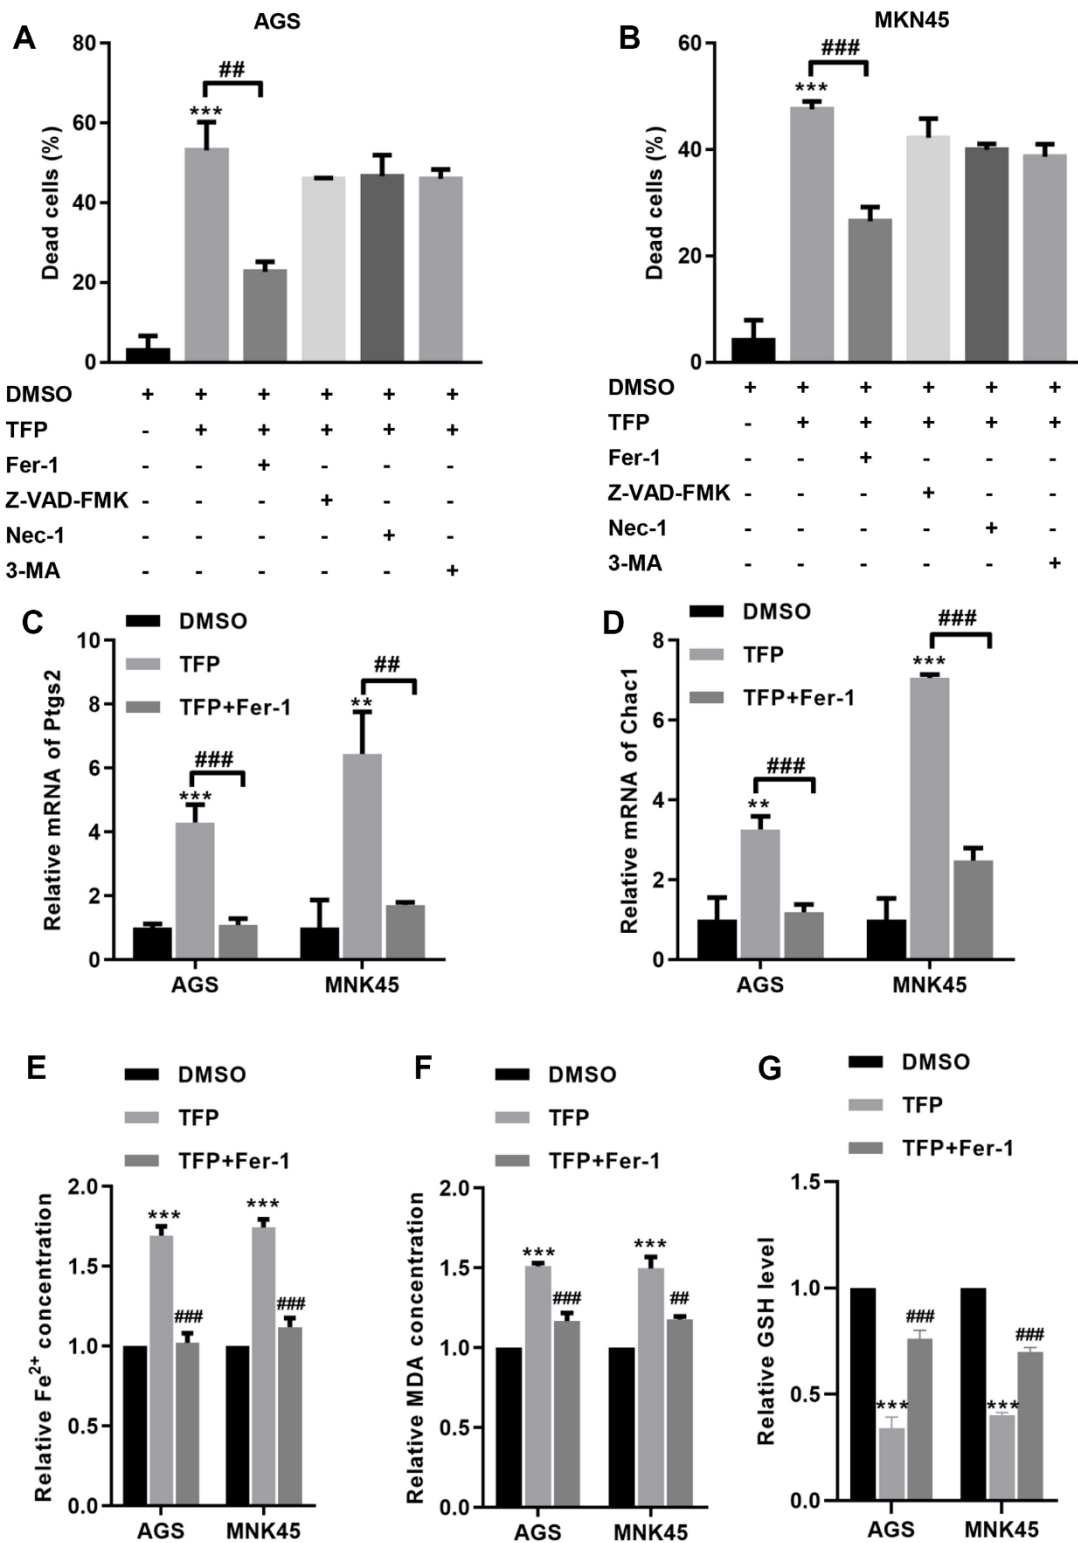 A
AGS
Dead cells (%)
80
60
40
20
0
***
##
DMSO + + + + + +
TFP - + + + + +
Fer-1 - - + - - -
Z-VAD-FMK - - - + - -
Nec-1 - - - - + -
3-MA - - - - - +
B
MKN45
Dead cells (%)
60
40
20
0
***
###
DMSO + + + + + +
TFP - + + + + +
Fer-1 - - + - - -
Z-VAD-FMK - - - + - -
Nec-1 - - - - + -
3-MA - - - - - +
C
DMSO
TFP
TFP+Fer-1
Relative mRNA of Ptgs2
10
8
6
4
2
0
***
###
**
##
AGS MNK45
D
DMSO
TFP
TFP+Fer-1
Relative mRNA of Chac1
8
6
4
2
0
**
###
***
###
AGS MNK45
E
DMSO
TFP
TFP+Fer-1
Relative Fe²⁺ concentration
2.0
1.5
1.0
0.5
0.0
***
###
***
###
AGS MNK45
F
DMSO
TFP
TFP+Fer-1
Relative MDA concentration
2.0
1.5
1.0
0.5
0.0
***
###
***
##
AGS MNK45
G
DMSO
TFP
TFP+Fer-1
Relative GSH level
1.5
1.0
0.5
0.0
***
###
***
###
AGS MNK45